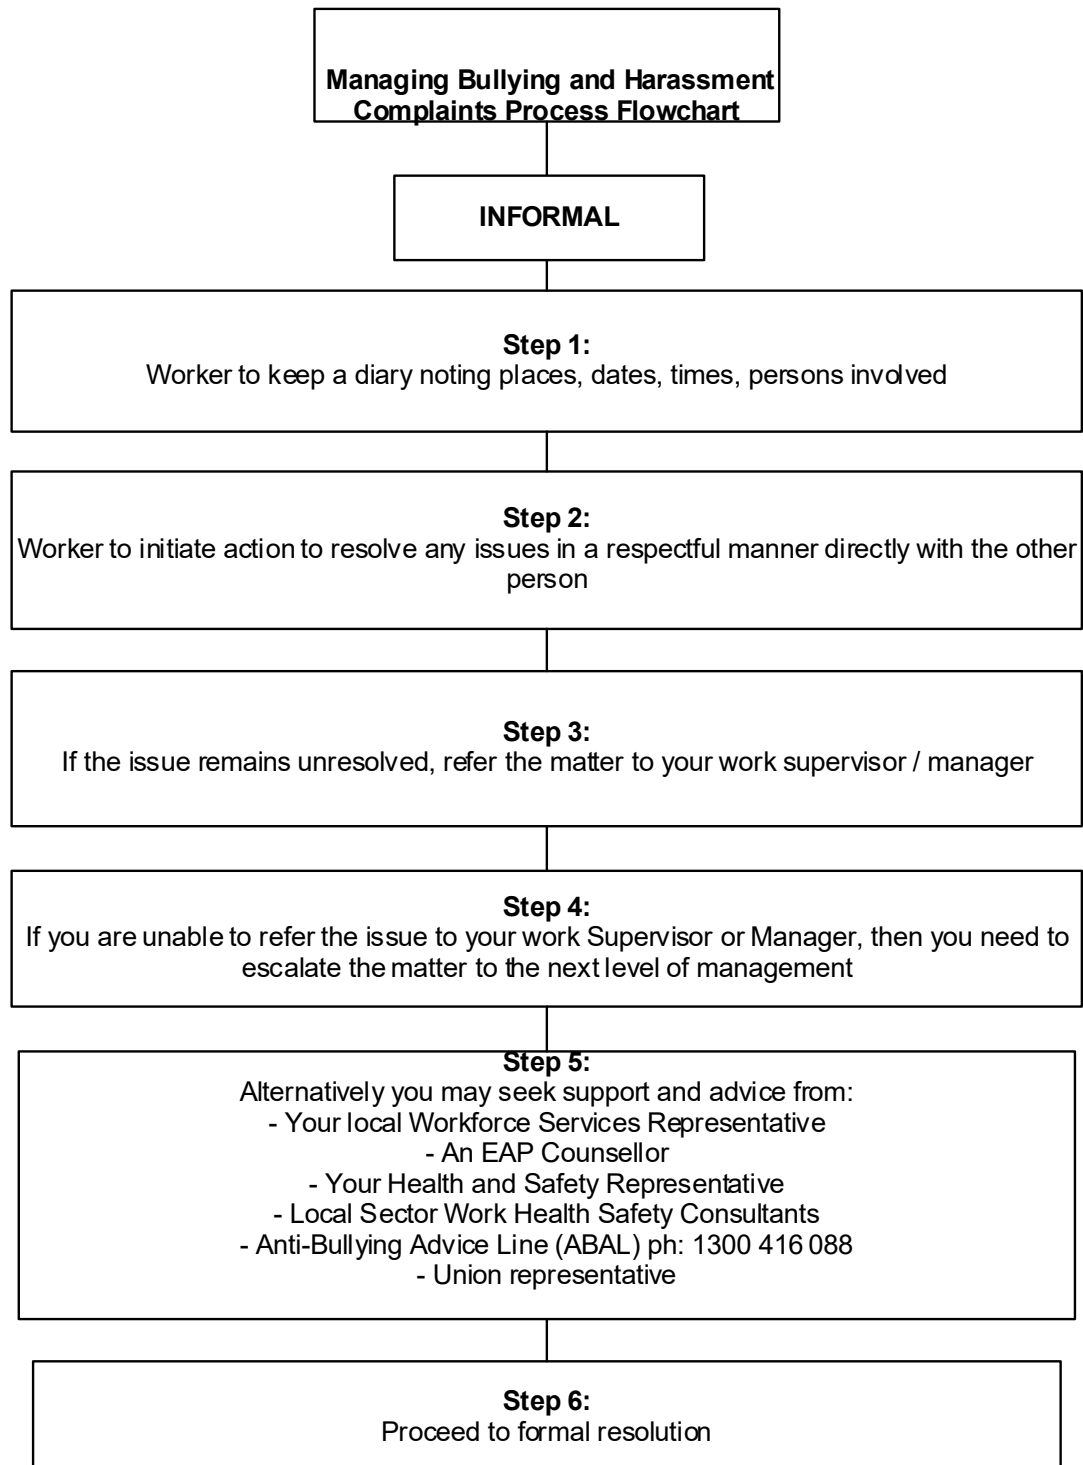 Managing Bullying and Harassment
Complaints Process Flowchart
INFORMAL
Step 1:
Worker to keep a diary noting places, dates, times, persons involved
Step 2:
Worker to initiate action to resolve any issues in a respectful manner directly with the other
person
Step 3:
If the issue remains unresolved, refer the matter to your work supervisor / manager
Step 4:
If you are unable to refer the issue to your work Supervisor or Manager, then you need to
escalate the matter to the next level of management
Step 5:
Alternatively you may seek support and advice from:
- Your local Workforce Services Representative
- An EAP Counsellor
- Your Health and Safety Representative
- Local Sector Work Health Safety Consultants
- Anti-Bullying Advice Line (ABAL) ph: 1300 416 088
- Union representative
Step 6:
Proceed to formal resolution